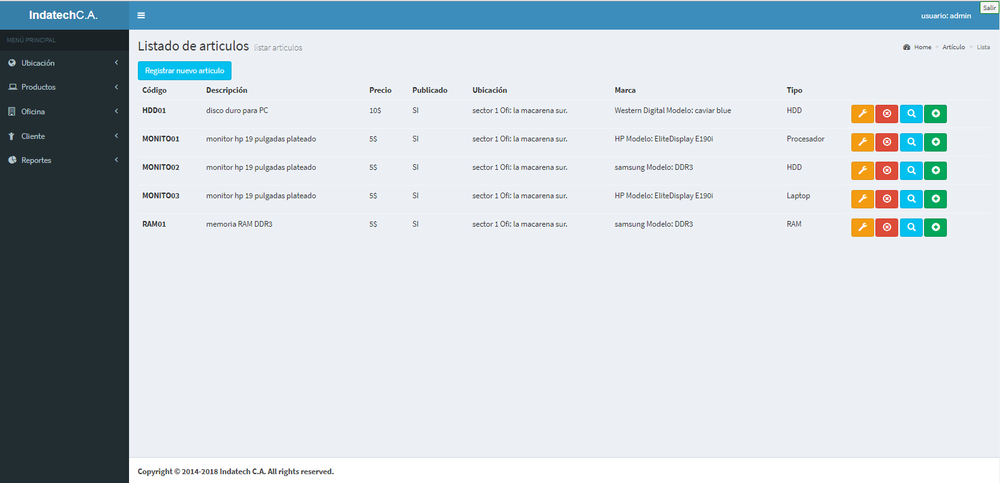 IndatechC.A.
usuario: admin
Salir
MENÚ PRINCIPAL
Ubicación
Productos
Oficina
Cliente
Reportes
Listado de articulos listar articulos
Home > Artículo > Lista
Registrar nuevo articulo
Código Descripción Precio Publicado Ubicación Marca Tipo
HDD01 disco duro para PC 10$ SI sector 1 Ofi: la macarena sur. Western Digital Modelo: caviar blue HDD
MONITO01 monitor hp 19 pulgadas plateado 5$ SI sector 1 Ofi: la macarena sur. HP Modelo: EliteDisplay E190i Procesador
MONITO02 monitor hp 19 pulgadas plateado 5$ SI sector 1 Ofi: la macarena sur. samsung Modelo: DDR3 HDD
MONITO03 monitor hp 19 pulgadas plateado 5$ SI sector 1 Ofi: la macarena sur. HP Modelo: EliteDisplay E190i Laptop
RAM01 memoria RAM DDR3 5$ SI sector 1 Ofi: la macarena sur. samsung Modelo: DDR3 RAM
Copyright © 2014-2018 Indatech C.A. All rights reserved.